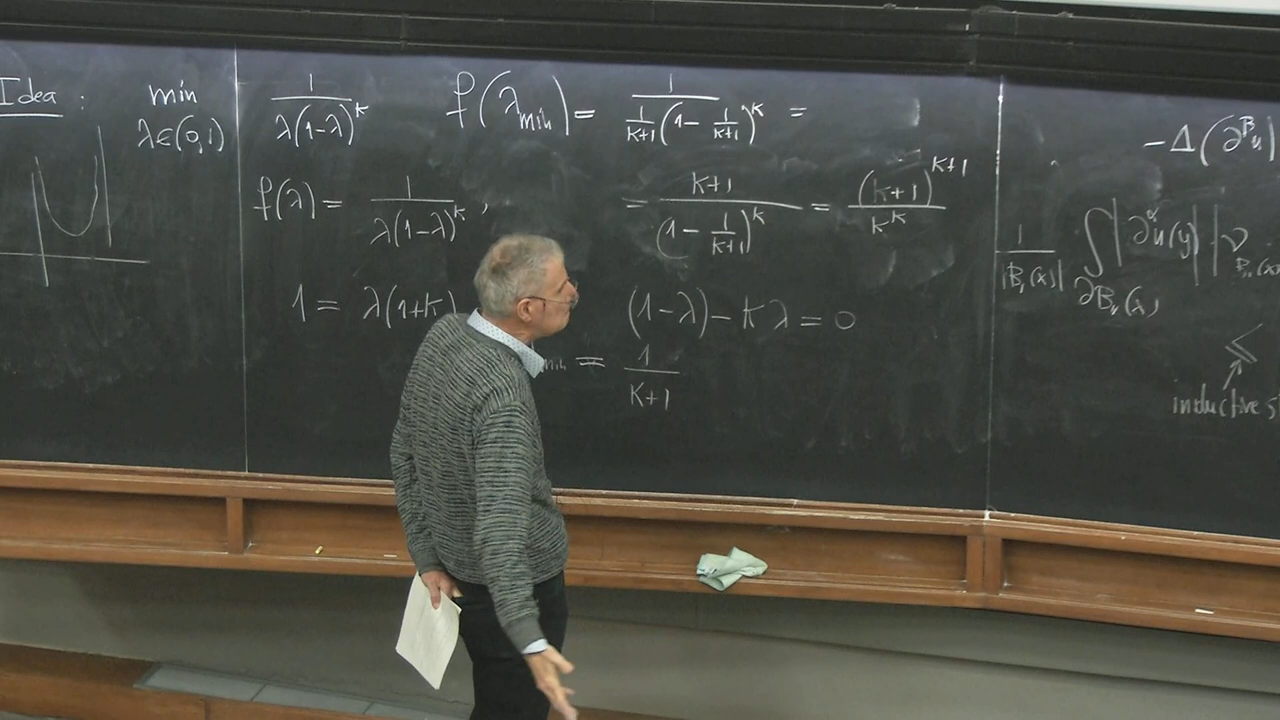 Idea : min
λ∈(0,1)
1/(λ(1-λ)^k)
f(λ) = 1/(λ(1-λ)^k) ,
1 = λ(1+k)
f(λ_min) = 1/(1/(k+1) (1 - 1/(k+1))^k) =
= (k+1)/((1 - 1/(k+1))^k) = (k+1)^(k+1)/k^k
(1-λ) - kλ = 0
min = 1/(k+1)
-Δ(∂^β u)
1/|B_r(x)| ∫_{∂B_r(x)} |∂^α u(y)| |ν
≤
inductive